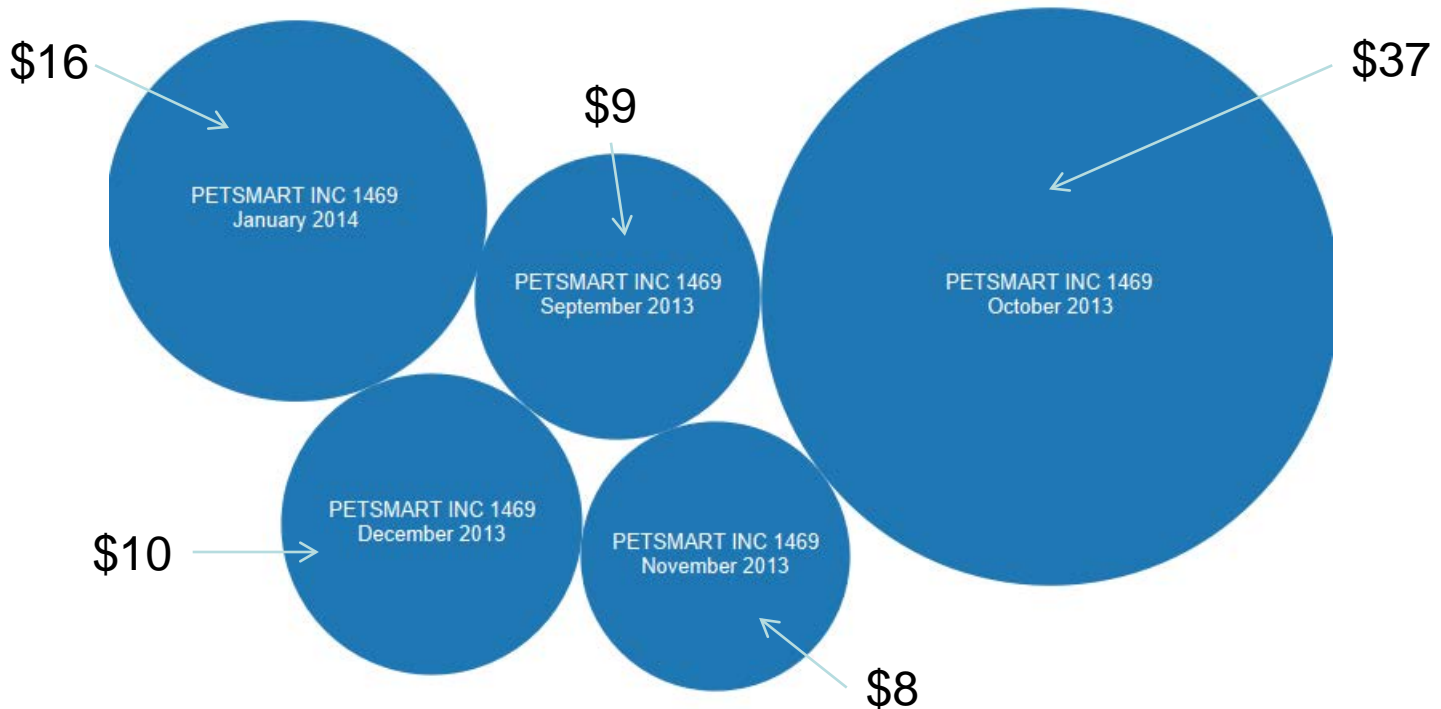 $16
$37
$9
PETSMART INC 1469
January 2014
PETSMART INC 1469
September 2013
PETSMART INC 1469
October 2013
PETSMART INC 1469
December 2013
$10
PETSMART INC 1469
November 2013
$8